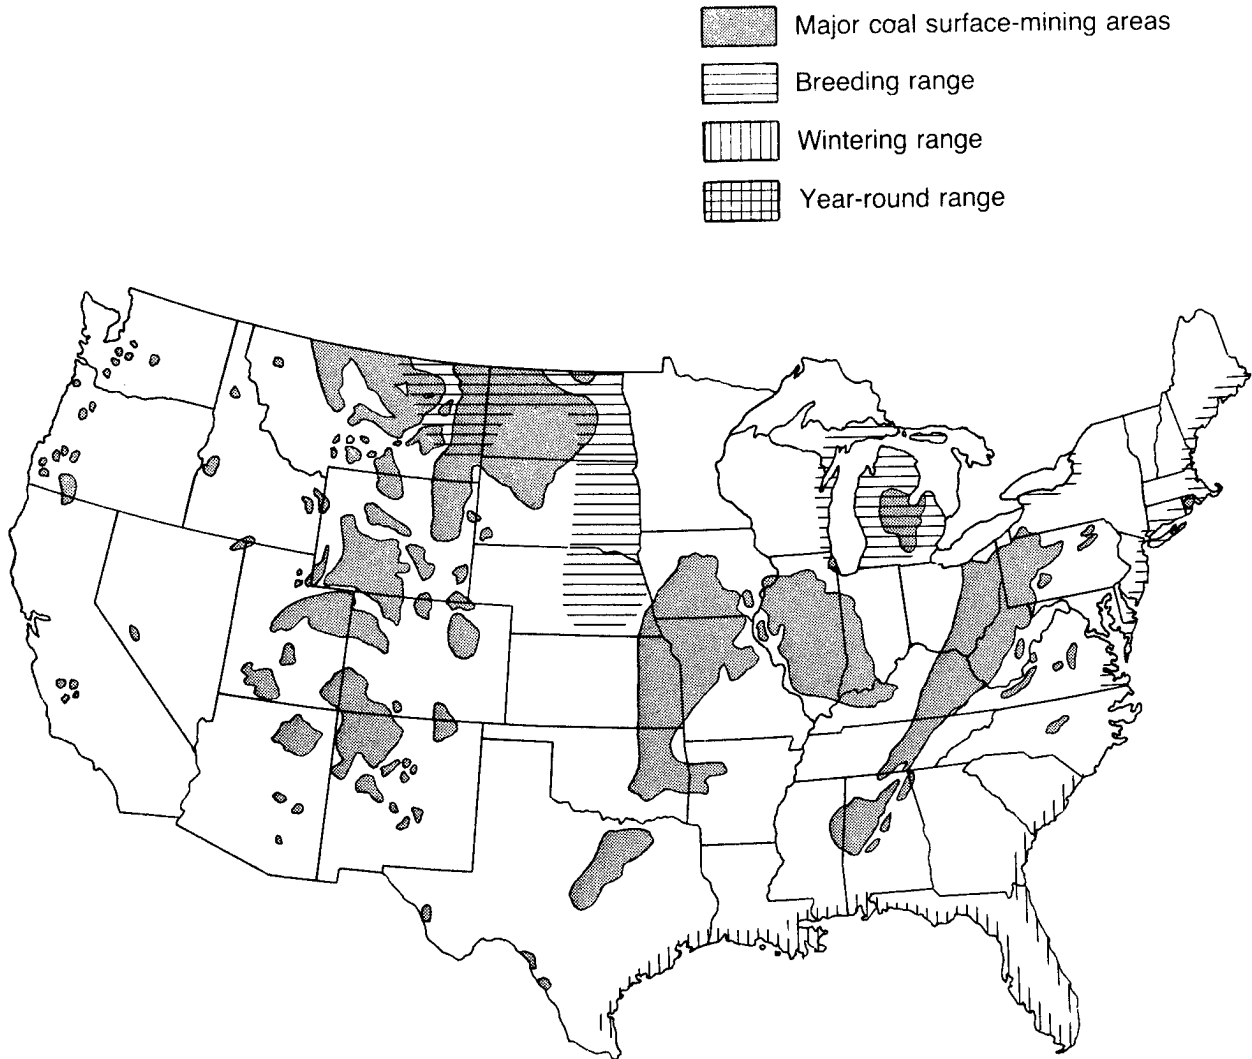 Major coal surface-mining areas
Breeding range
Wintering range
Year-round range